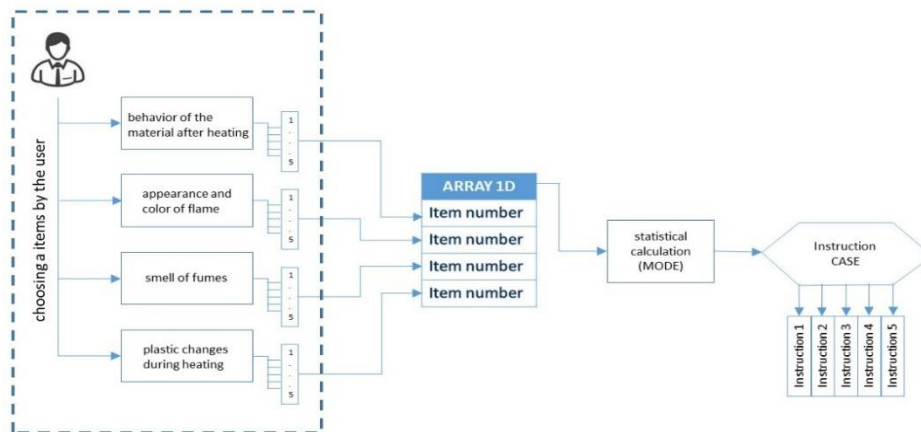 choosing a items by the user
behavior of the
material after heating
1
.
.
.
5
appearance and
color of flame
1
.
.
.
5
smell of fumes
1
.
.
.
5
plastic changes
during heating
1
.
.
.
5
ARRAY 1D
Item number
Item number
Item number
Item number
statistical
calculation
(MODE)
Instruction
CASE
Instruction 1
Instruction 2
Instruction 3
Instruction 4
Instruction 5